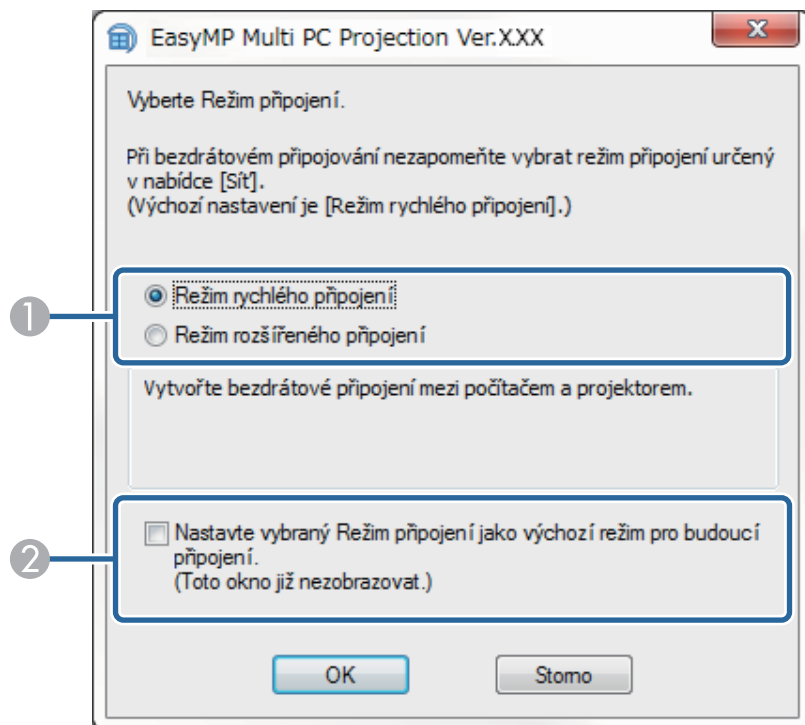 EasyMP Multi PC Projection Ver.X.XX
Vyberte Režim připojení.
Při bezdrátovém připojování nezapomeňte vybrat režim připojení určený
v nabídce [Síť].
(Výchozí nastavení je [Režim rychlého připojení].)
1
Režim rychlého připojení
Režim rozšířeného připojení
Vytvořte bezdrátové připojení mezi počítačem a projektorem.
2
Nastavte vybraný Režim připojení jako výchozí režim pro budoucí
připojení.
(Toto okno již nezobrazovat.)
OK
Storno